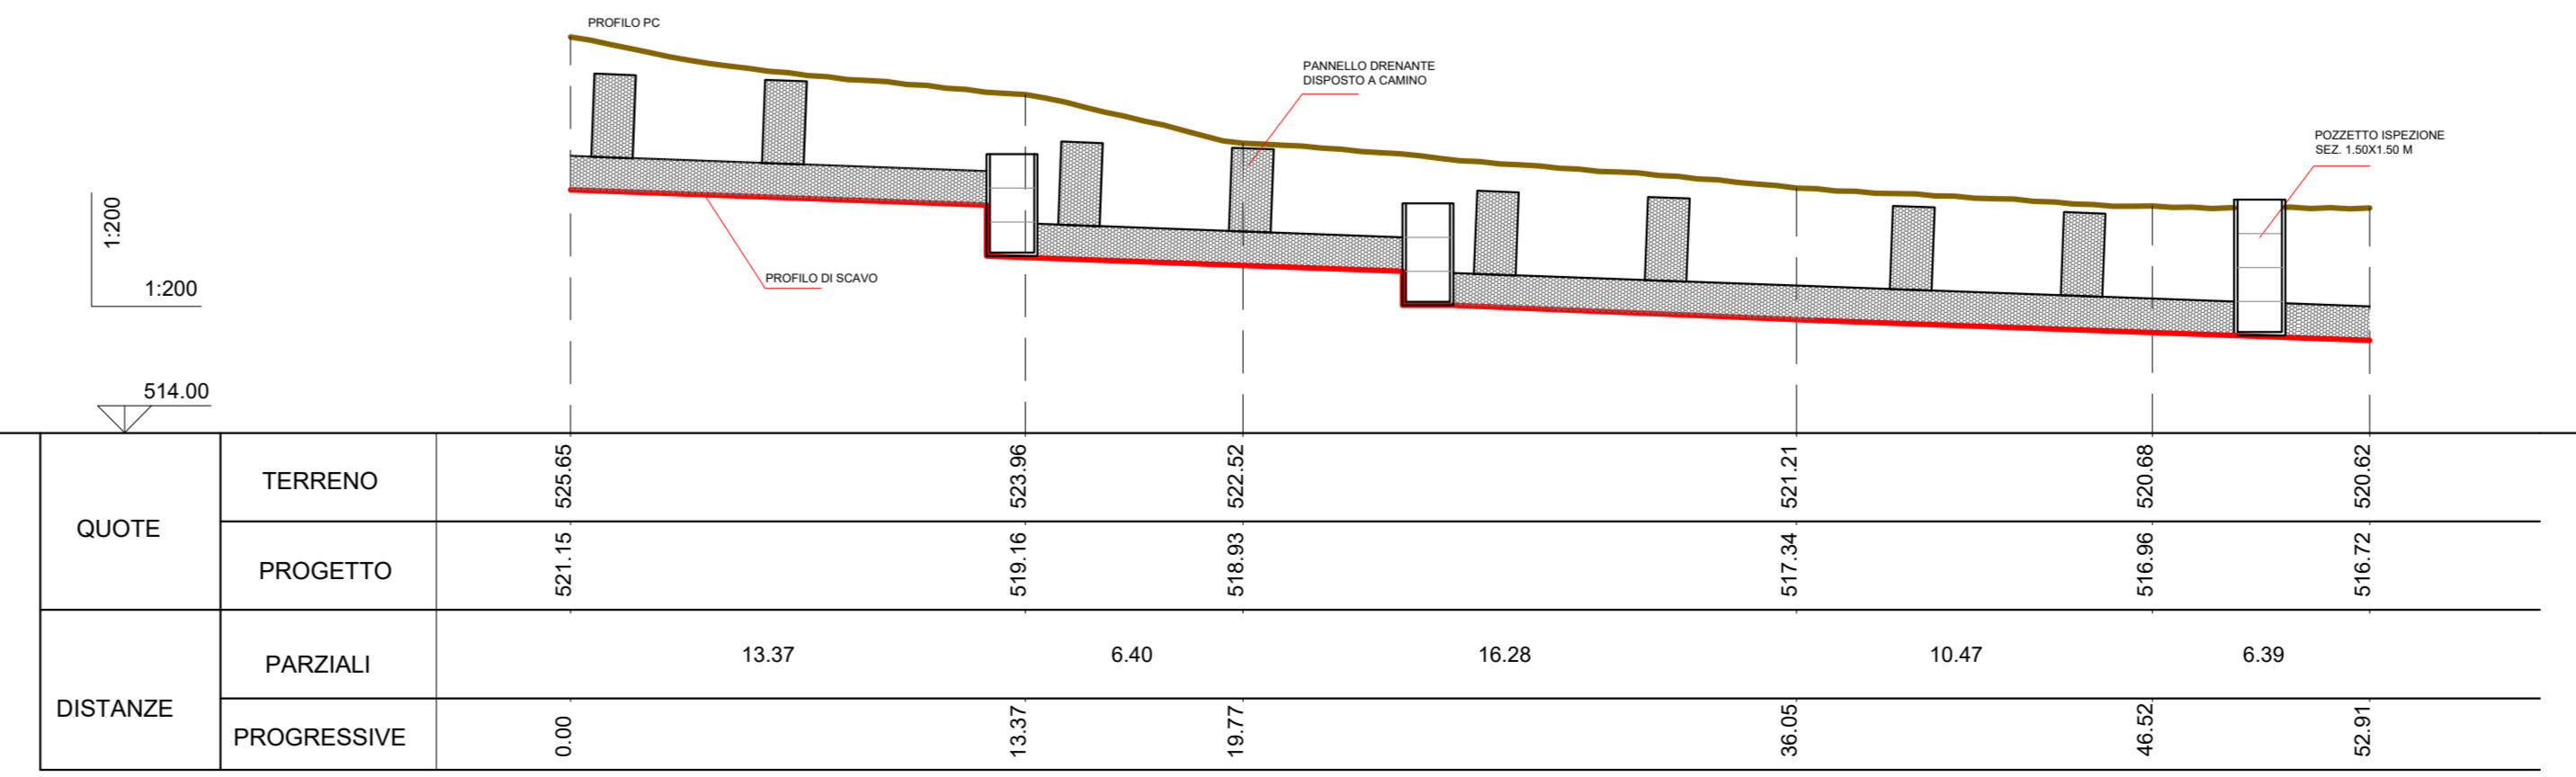 PROFILO PC
PANNELLO DRENANTE
DISPOSTO A CAMINO
POZZETTO ISPEZIONE
SEZ. 1.50X1.50 M
1:200
1:200
PROFILO DI SCAVO
514.00
QUOTE
TERRENO
525.65 523.96 522.52 521.21 520.68 520.62
PROGETTO
521.15 519.16 518.93 517.34 516.96 516.72
DISTANZE
PARZIALI
13.37 6.40 16.28 10.47 6.39
PROGRESSIVE
0.00 13.37 19.77 36.05 46.52 52.91